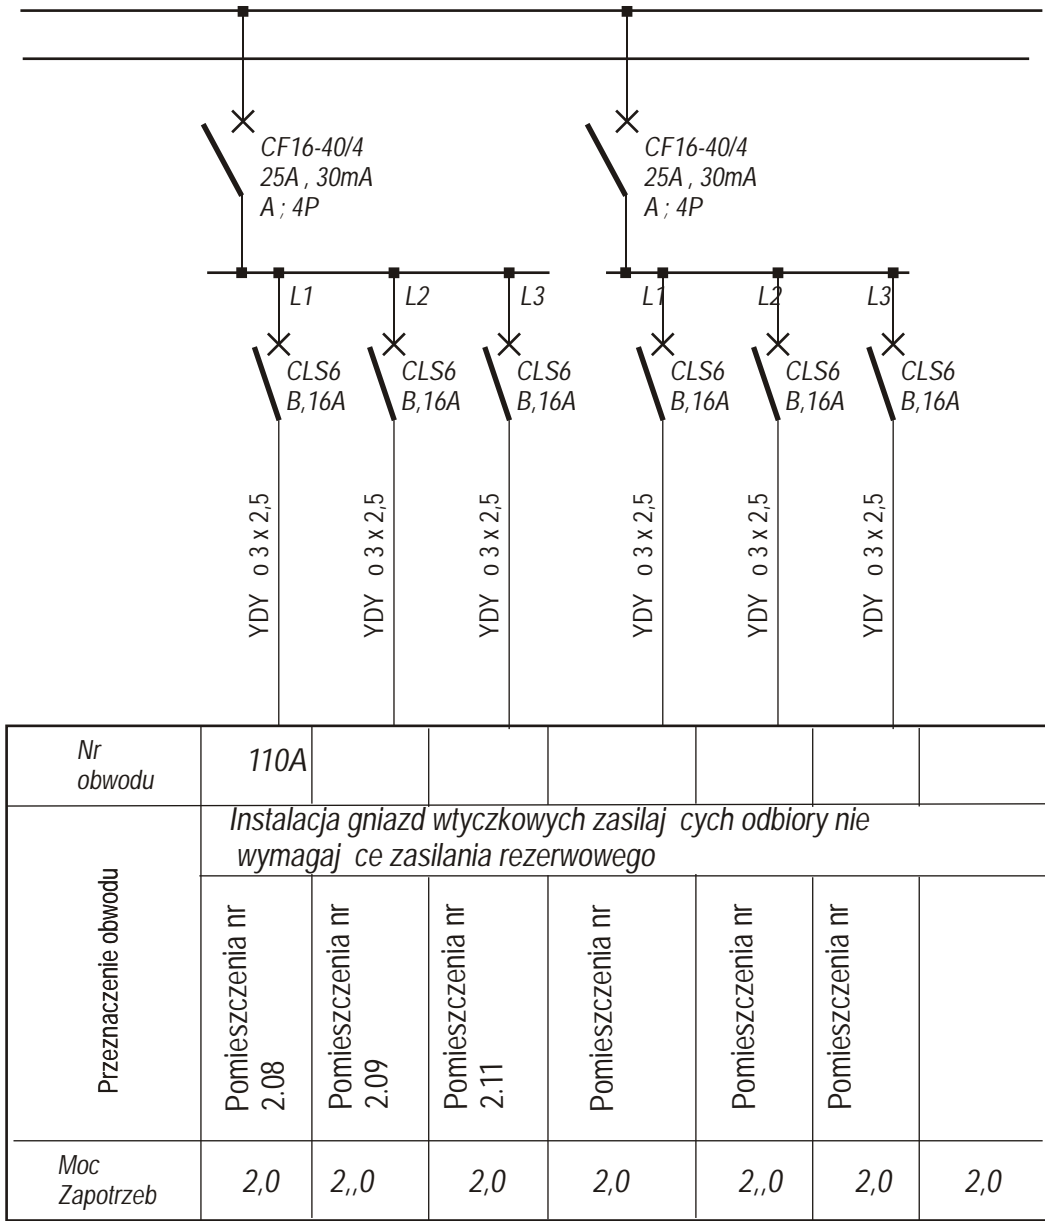 CF16-40/4
25A , 30mA
A ; 4P
CF16-40/4
25A , 30mA
A ; 4P
L1
L2
L3
L1
L2
L3
CLS6
B,16A
CLS6
B,16A
CLS6
B,16A
CLS6
B,16A
CLS6
B,16A
CLS6
B,16A
YDY o 3 x 2,5
YDY o 3 x 2,5
YDY o 3 x 2,5
YDY o 3 x 2,5
YDY o 3 x 2,5
YDY o 3 x 2,5
Nr
obwodu
110A
Przeznaczenie obwodu
Instalacja gniazd wtyczkowych zasilaj cych odbiory nie
wymagaj ce zasilania rezerwowego
Pomieszczenia nr
2.08
Pomieszczenia nr
2.09
Pomieszczenia nr
2.11
Pomieszczenia nr
Pomieszczenia nr
Pomieszczenia nr
Moc
Zapotrzeb
2,0
2,,0
2,0
2,0
2,,0
2,0
2,0